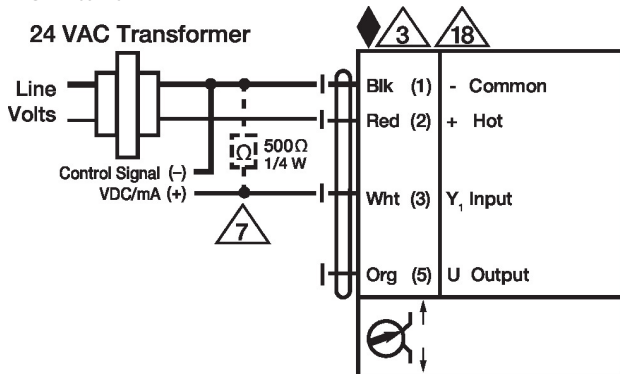 24 VAC Transformer
Line
Volts
Control Signal (–)
VDC/mA (+)
Ω
500Ω
1/4 W
7
3
18
Blk (1) - Common
Red (2) + Hot
Wht (3) Y₁ Input
Org (5) U Output